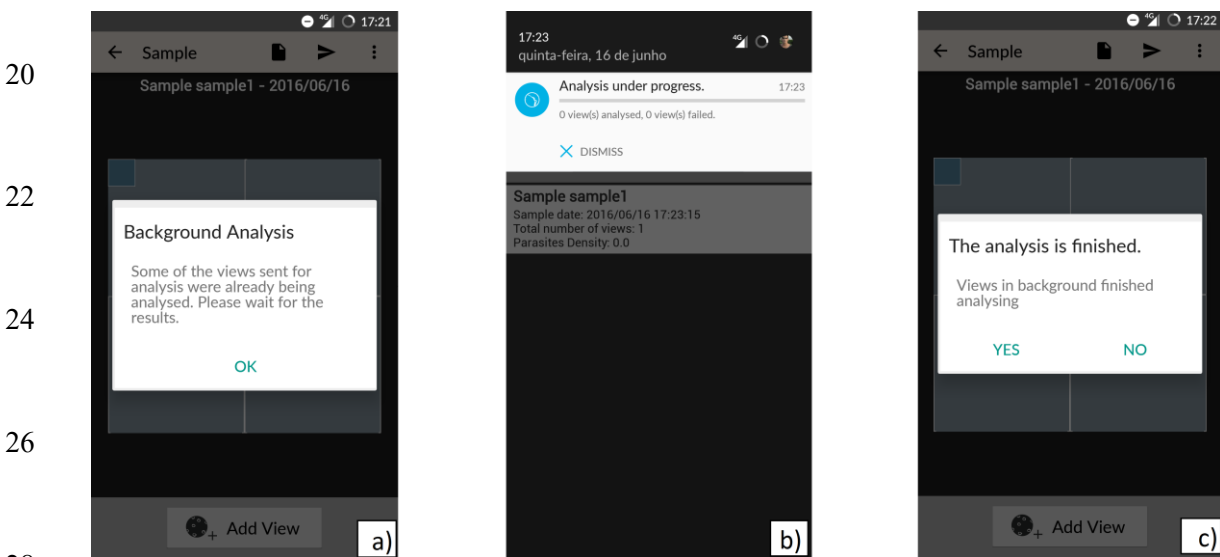 20
22
24
26
4G 17:21
Sample
Sample sample1 - 2016/06/16
Background Analysis
Some of the views sent for
analysis were already being
analysed. Please wait for the
results.
OK
Add View
a)
17:23
4G
quinta-feira, 16 de junho
Analysis under progress. 17:23
0 view(s) analysed, 0 view(s) failed.
DISMISS
Sample sample1
Sample date: 2016/06/16 17:23:15
Total number of views: 1
Parasites Density: 0.0
b)
4G 17:22
Sample
Sample sample1 - 2016/06/16
The analysis is finished.
Views in background finished
analysing
YES NO
Add View
c)